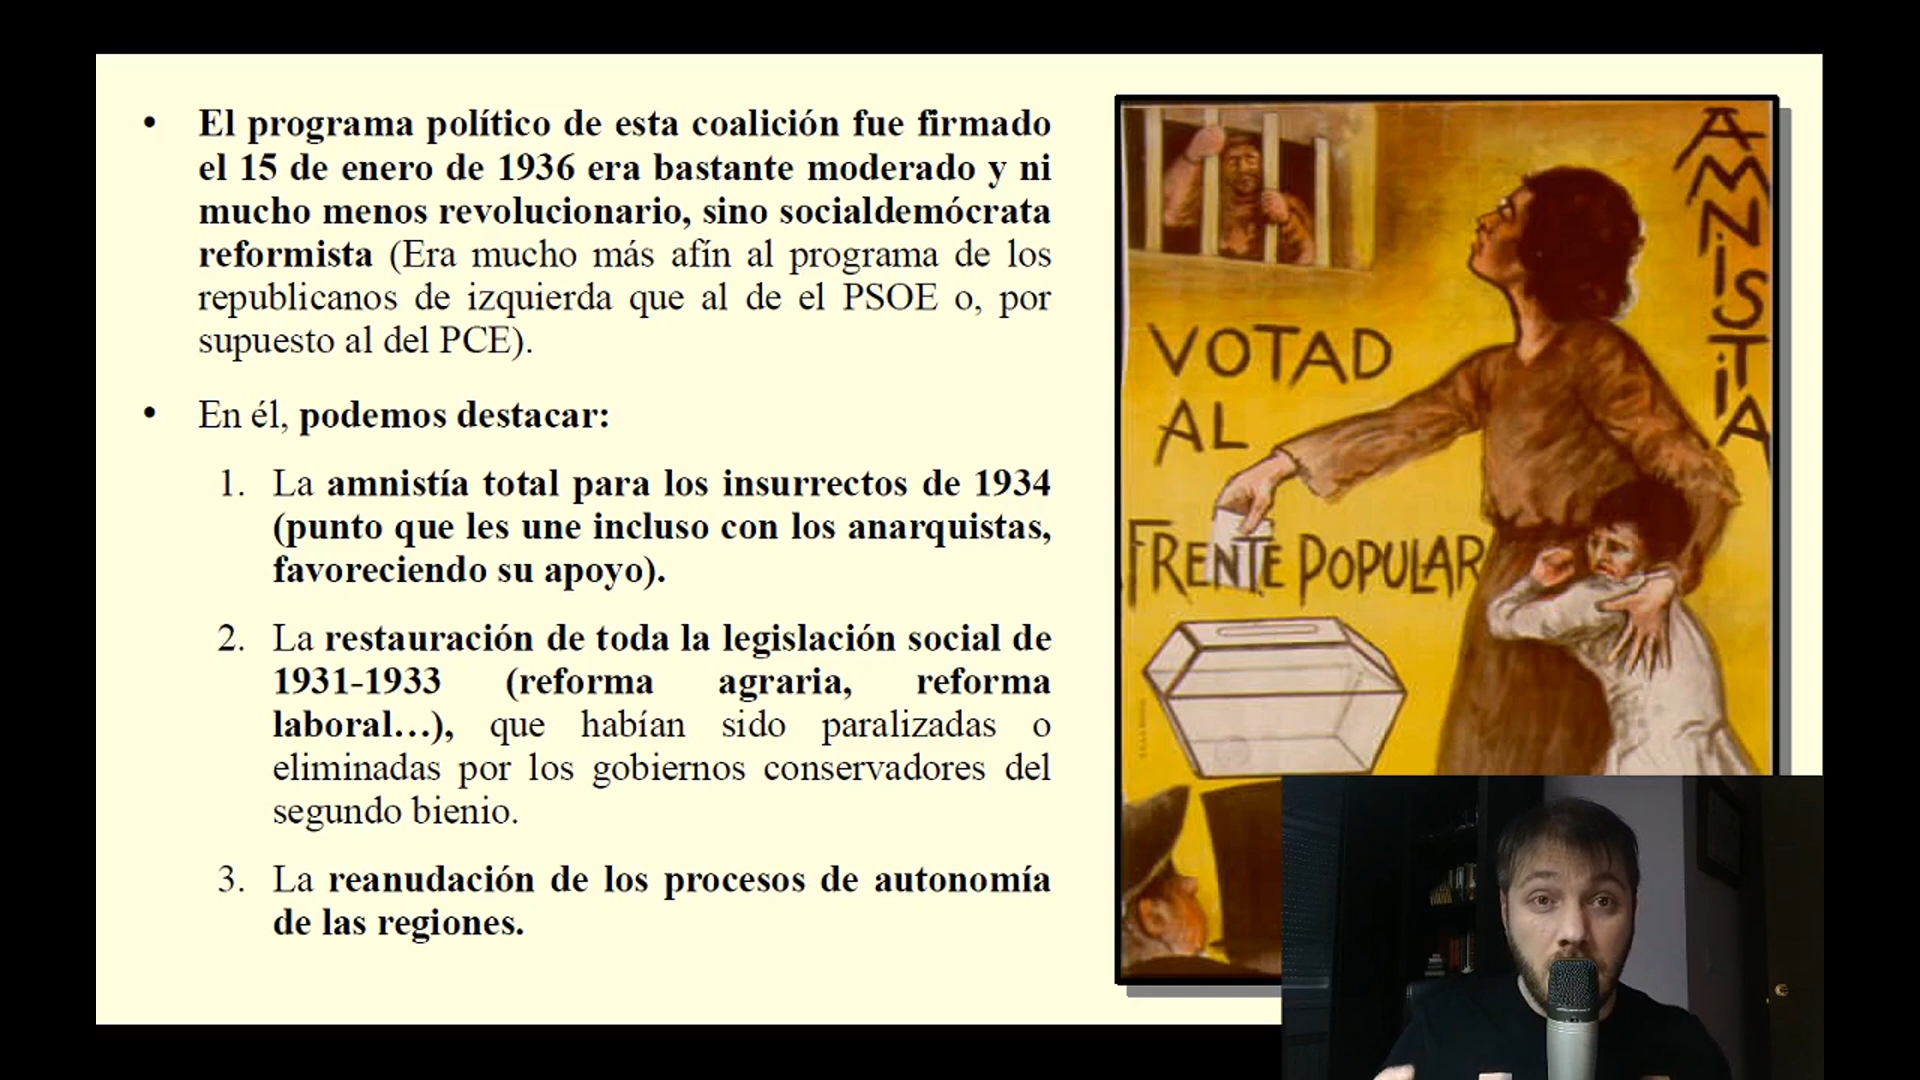 • El programa político de esta coalición fue firmado
el 15 de enero de 1936 era bastante moderado y ni
mucho menos revolucionario, sino socialdemócrata
reformista (Era mucho más afín al programa de los
republicanos de izquierda que al de el PSOE o, por
supuesto al del PCE).
• En él, podemos destacar:
1. La amnistía total para los insurrectos de 1934
(punto que les une incluso con los anarquistas,
favoreciendo su apoyo).
2. La restauración de toda la legislación social de
1931-1933 (reforma agraria, reforma
laboral…), que habían sido paralizadas o
eliminadas por los gobiernos conservadores del
segundo bienio.
3. La reanudación de los procesos de autonomía
de las regiones.
AMNiSTiA
VOTAD
AL
FRENTE POPULAR